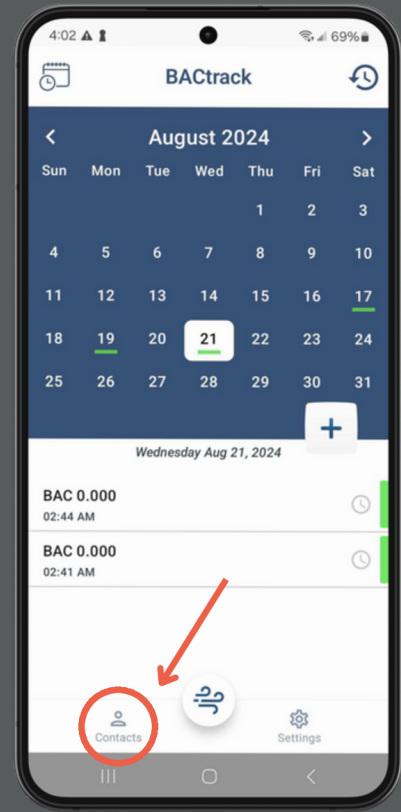 4:02 69%
BACtrack
August 2024
Sun Mon Tue Wed Thu Fri Sat
1 2 3
4 5 6 7 8 9 10
11 12 13 14 15 16 17
18 19 20 21 22 23 24
25 26 27 28 29 30 31
+
Wednesday Aug 21, 2024
BAC 0.000
02:44 AM
BAC 0.000
02:41 AM
Contacts Settings